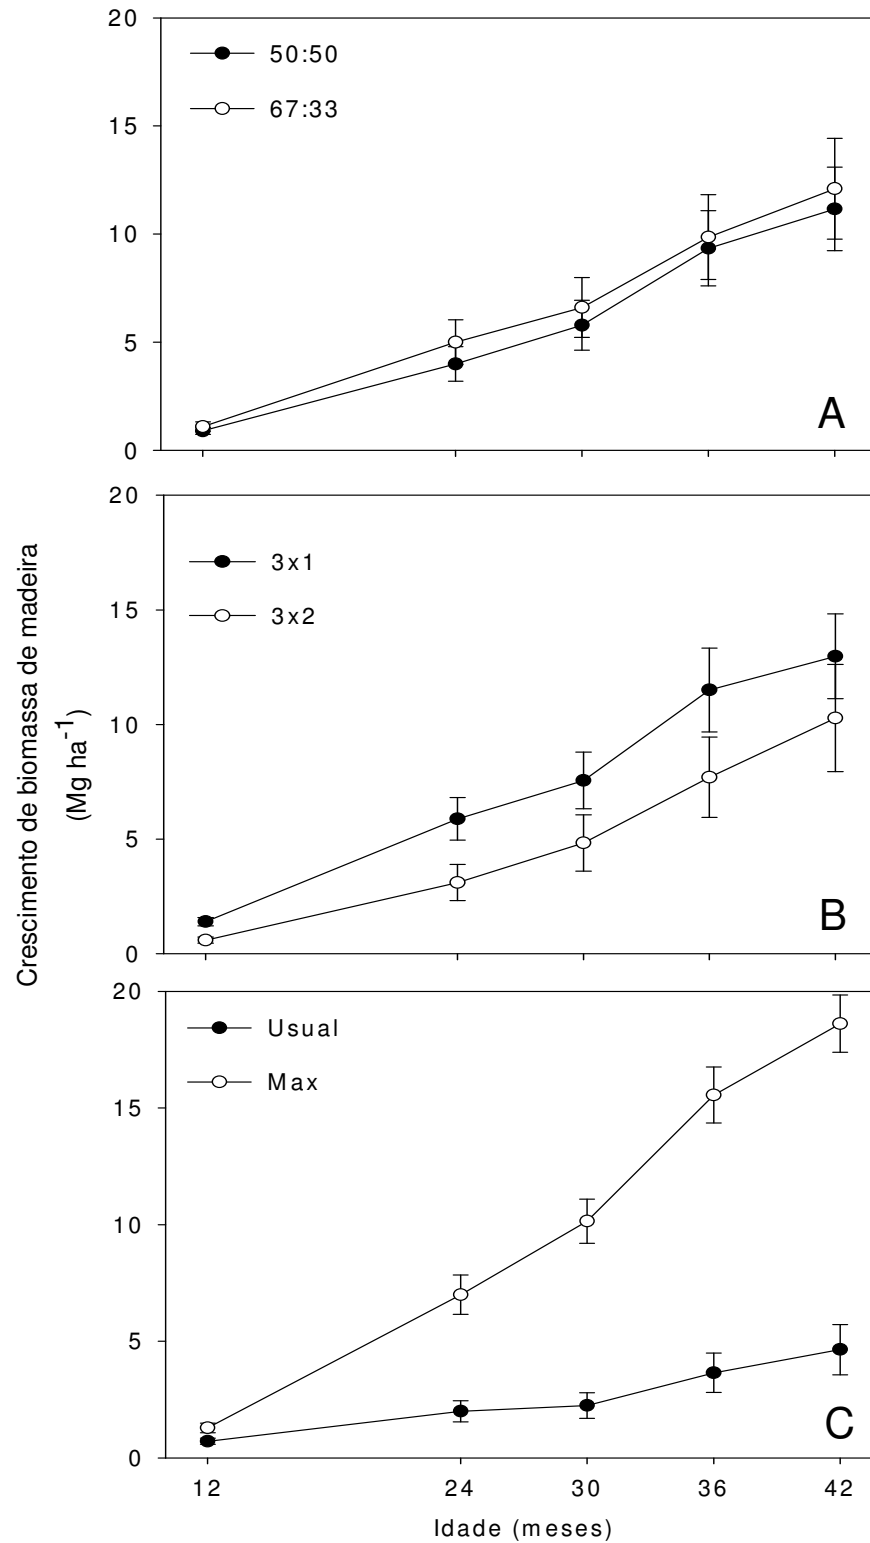 20
50:50
67:33
15
10
5
0
A
20
3x1
3x2
15
10
5
0
B
Crescimento de biomassa de madeira
(Mg ha-1)
20
Usual
Max
15
10
5
0
C
12 24 30 36 42
Idade (meses)